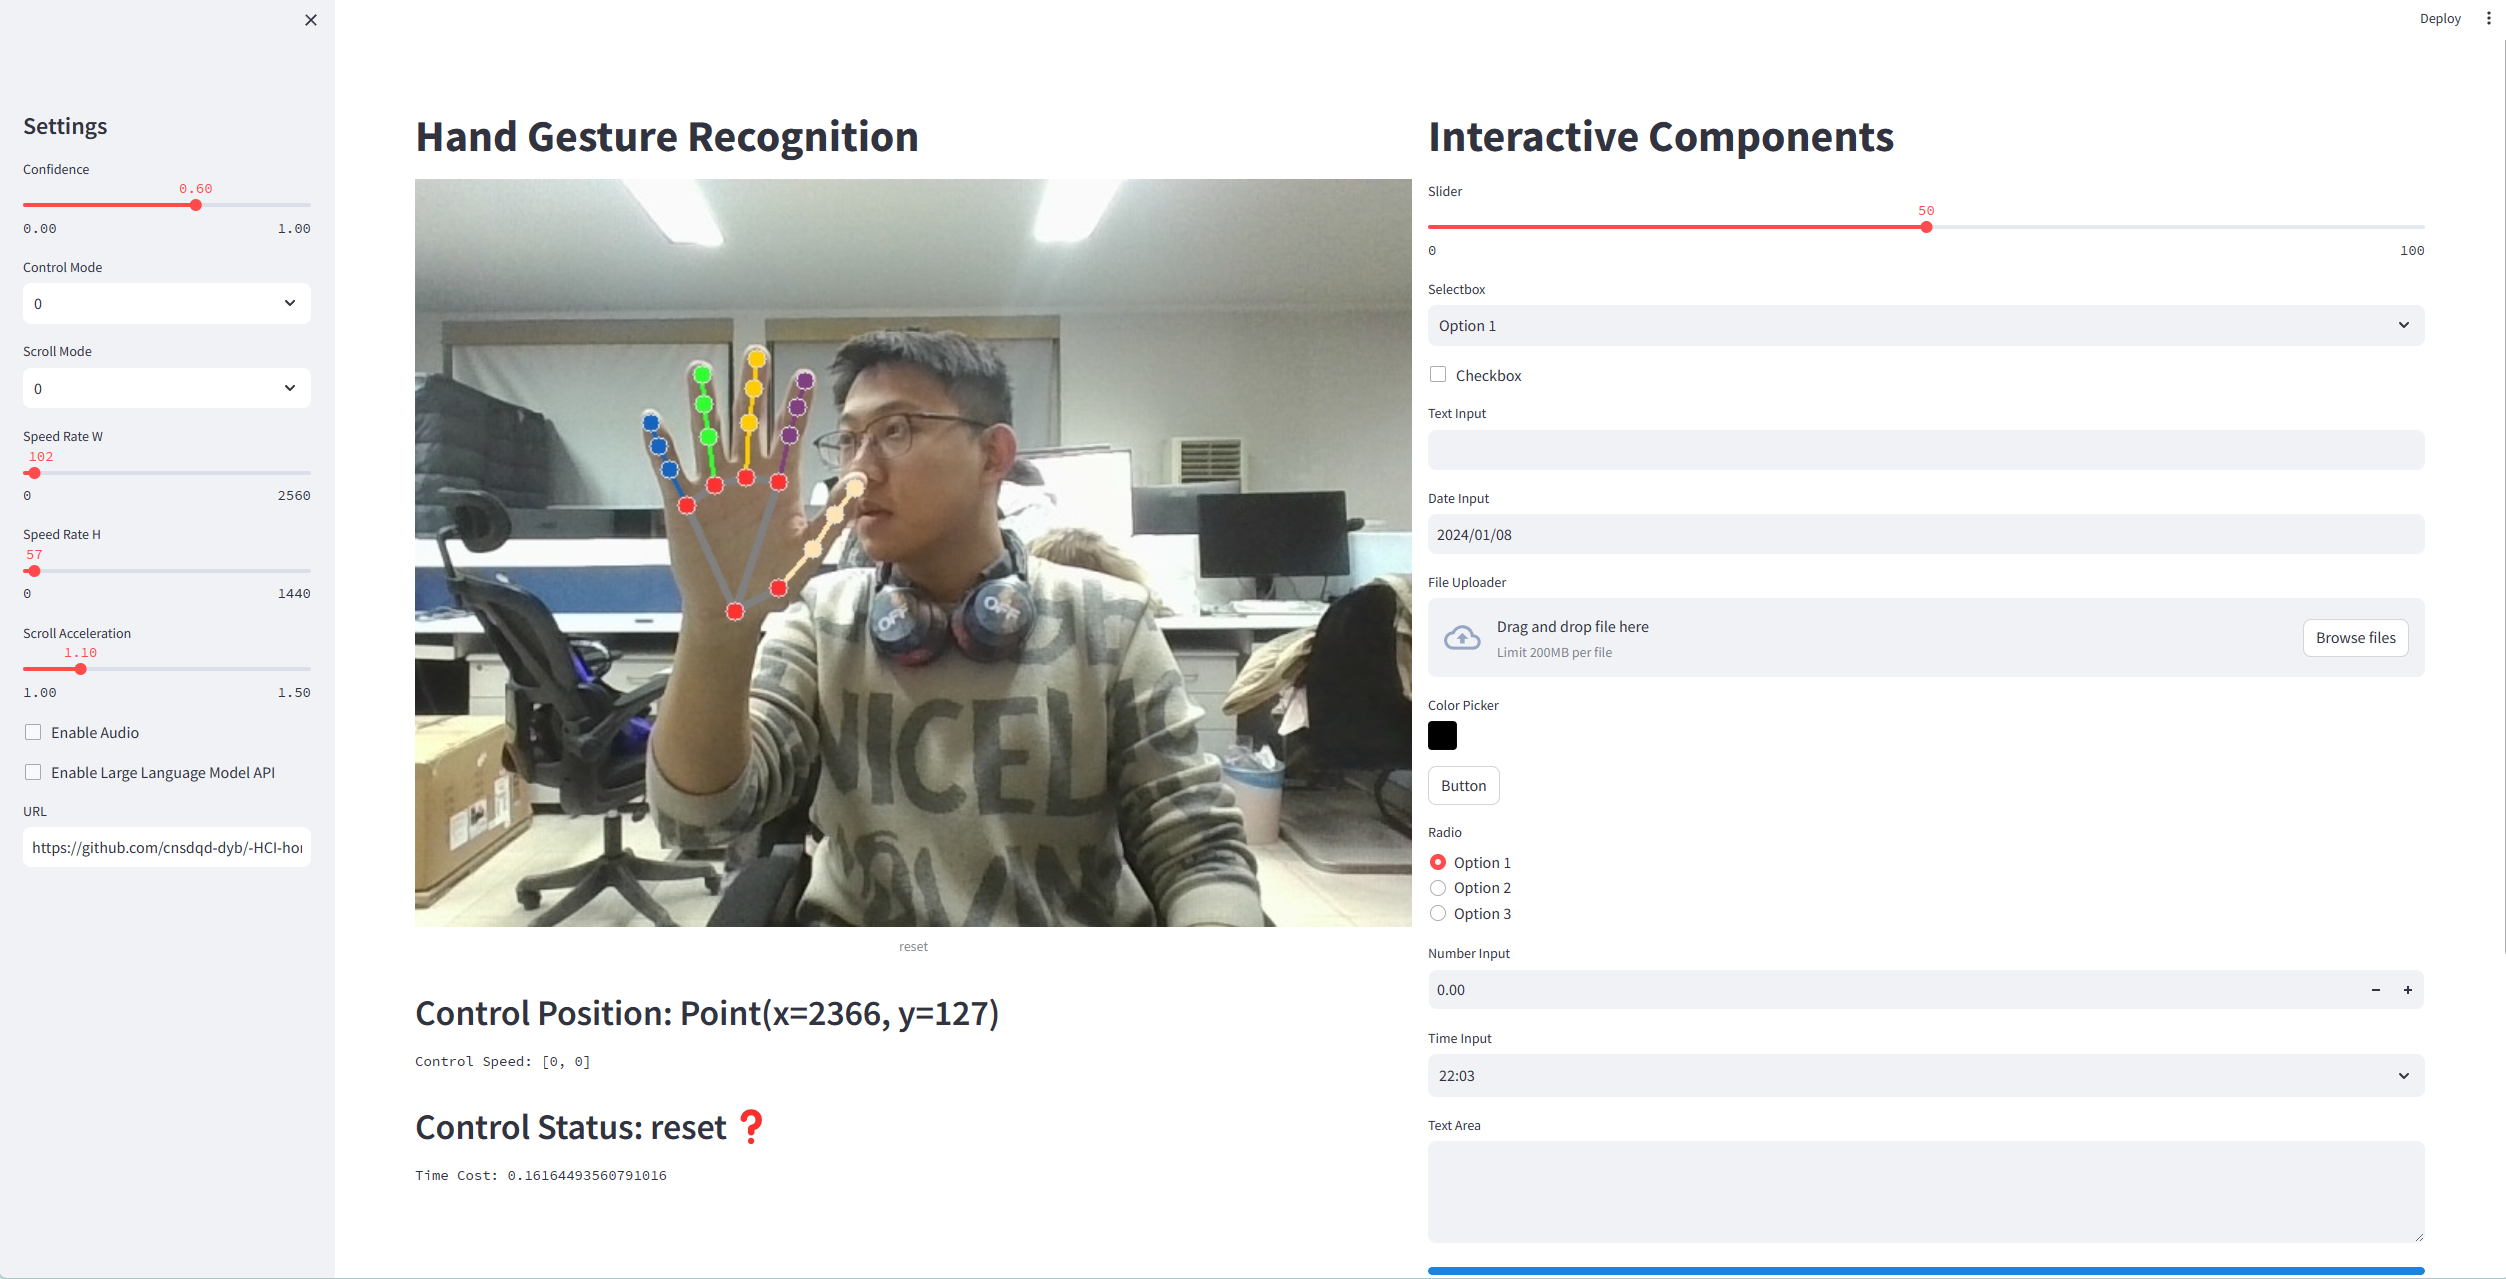 Deploy
Settings
Confidence
0.60
0.00 1.00
Control Mode
0
Scroll Mode
0
Speed Rate W
102
0 2560
Speed Rate H
57
0 1440
Scroll Acceleration
1.10
1.00 1.50
Enable Audio
Enable Large Language Model API
URL
https://github.com/cnsdqd-dyb/-HCI-hor
Hand Gesture Recognition
OFF OFF
NICEL
reset
Control Position: Point(x=2366, y=127)
Control Speed: [0, 0]
Control Status: reset ❓
Time Cost: 0.16164493560791016
Interactive Components
Slider
50
0 100
Selectbox
Option 1
Checkbox
Text Input
Date Input
2024/01/08
File Uploader
Drag and drop file here
Limit 200MB per file
Browse files
Color Picker
Button
Radio
Option 1
Option 2
Option 3
Number Input
0.00
Time Input
22:03
Text Area